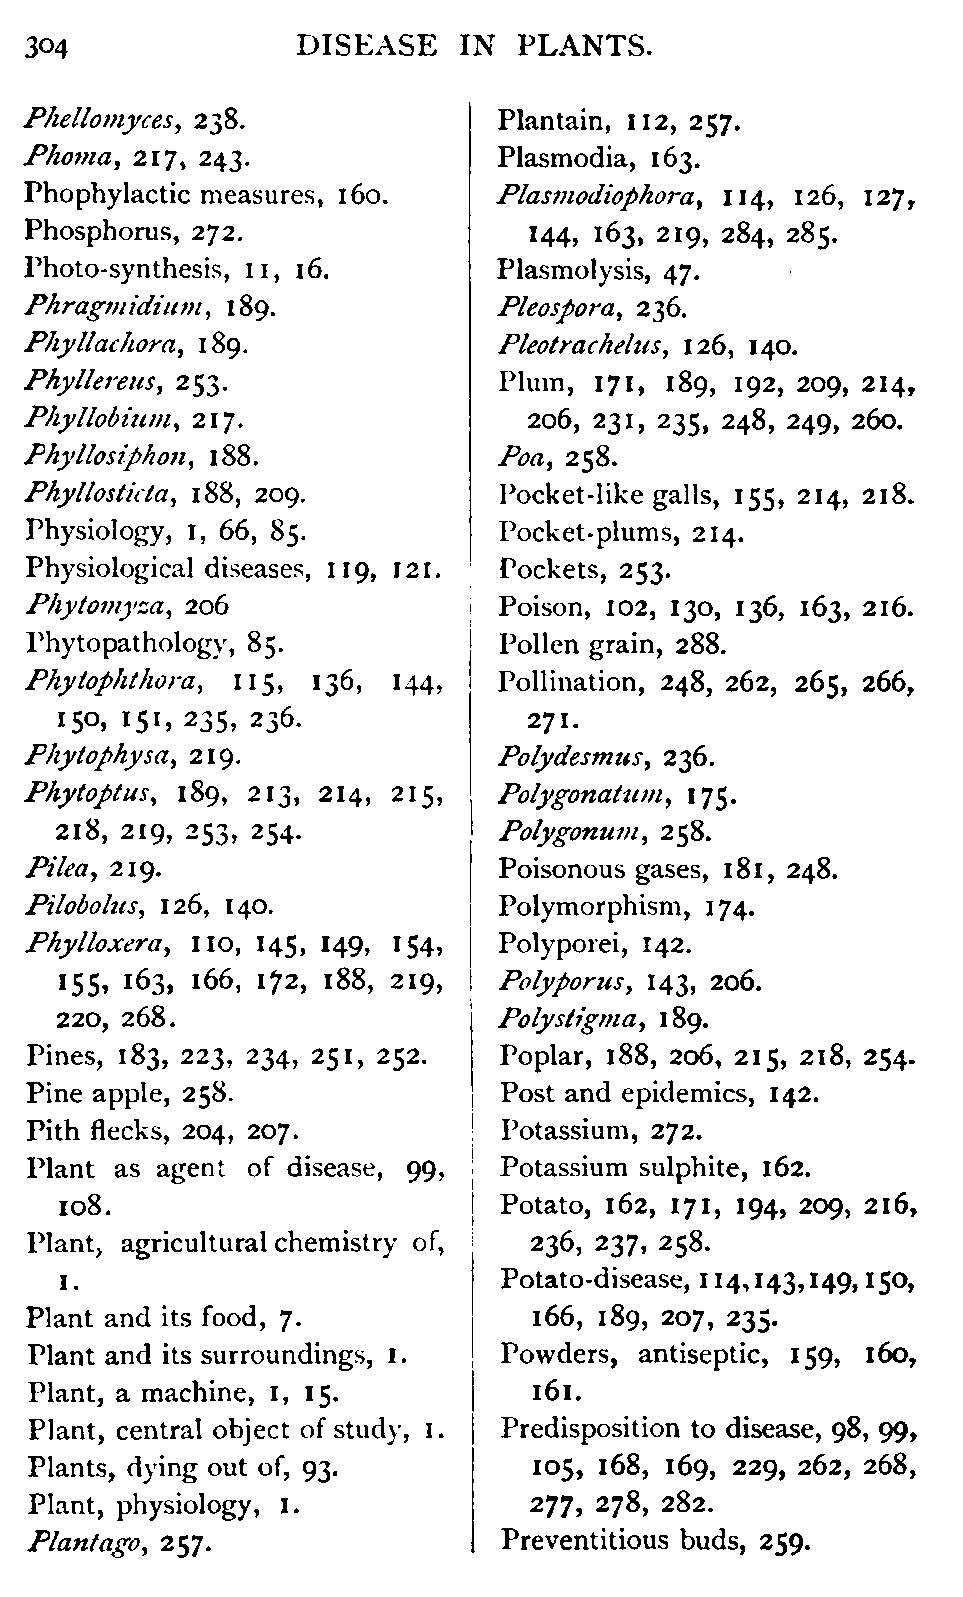 304 DISEASE IN PLANTS.
Phellomyces, 238.
Phoma, 217, 243.
Phophylactic measures, 160.
Phosphorus, 272.
Photo-synthesis, 11, 16.
Phragmidium, 189.
Phyllachora, 189.
Phyllereus, 253.
Phyllobium, 217.
Phyllosiphon, 188.
Phyllosticta, 188, 209.
Physiology, 1, 66, 85.
Physiological diseases, 119, 121.
Phytomyza, 206
Phytopathology, 85.
Phytophthora, 115, 136, 144,
150, 151, 235, 236.
Phytophysa, 219.
Phytoptus, 189, 213, 214, 215,
218, 219, 253, 254.
Pilea, 219.
Pilobolus, 126, 140.
Phylloxera, 110, 145, 149, 154,
155, 163, 166, 172, 188, 219,
220, 268.
Pines, 183, 223, 234, 251, 252.
Pine apple, 258.
Pith flecks, 204, 207.
Plant as agent of disease, 99,
108.
Plant, agricultural chemistry of,
1.
Plant and its food, 7.
Plant and its surroundings, 1.
Plant, a machine, 1, 15.
Plant, central object of study, 1.
Plants, dying out of, 93.
Plant, physiology, 1.
Plantago, 257.
Plantain, 112, 257.
Plasmodia, 163.
Plasmodiophora, 114, 126, 127,
144, 163, 219, 284, 285.
Plasmolysis, 47.
Pleospora, 236.
Pleotrachelus, 126, 140.
Plum, 171, 189, 192, 209, 214,
206, 231, 235, 248, 249, 260.
Poa, 258.
Pocket-like galls, 155, 214, 218.
Pocket-plums, 214.
Pockets, 253.
Poison, 102, 130, 136, 163, 216.
Pollen grain, 288.
Pollination, 248, 262, 265, 266,
271.
Polydesmus, 236.
Polygonatum, 175.
Polygonum, 258.
Poisonous gases, 181, 248.
Polymorphism, 174.
Polyporei, 142.
Polyporus, 143, 206.
Polystigma, 189.
Poplar, 188, 206, 215, 218, 254.
Post and epidemics, 142.
Potassium, 272.
Potassium sulphite, 162.
Potato, 162, 171, 194, 209, 216,
236, 237, 258.
Potato-disease, 114, 143, 149, 150,
166, 189, 207, 235.
Powders, antiseptic, 159, 160,
161.
Predisposition to disease, 98, 99,
105, 168, 169, 229, 262, 268,
277, 278, 282.
Preventitious buds, 259.